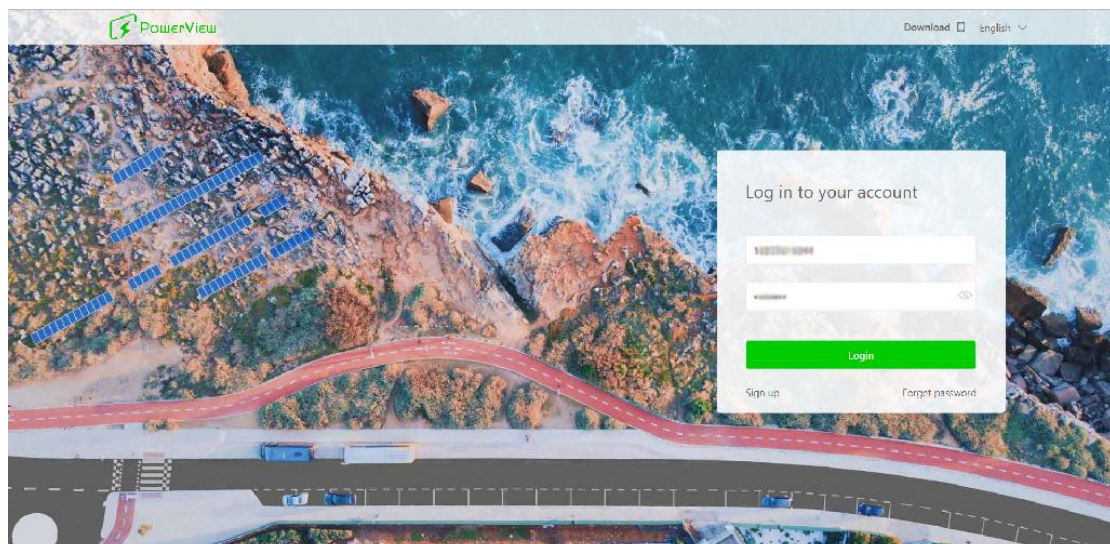 PowerView
Download English
Log in to your account
Login
Sign up Forget password